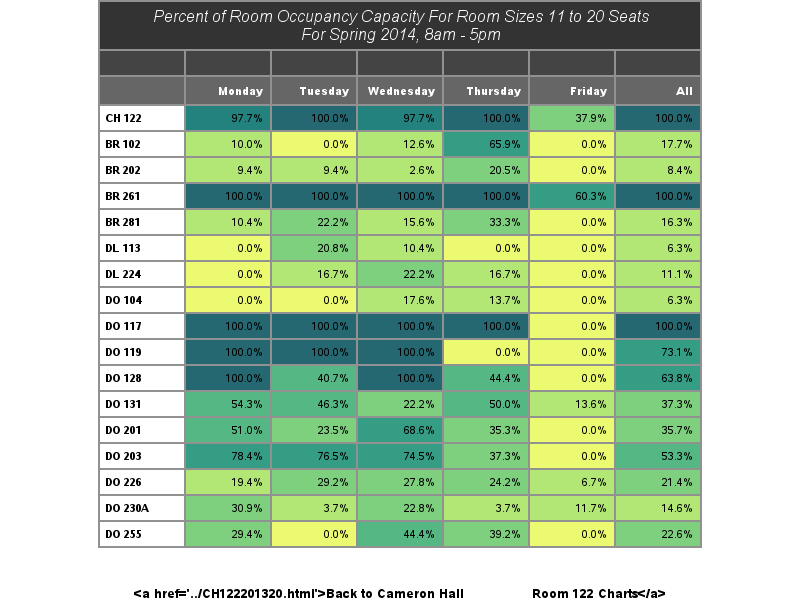 Percent of Room Occupancy Capacity For Room Sizes 11 to 20 Seats
For Spring 2014, 8am - 5pm
Monday Tuesday Wednesday Thursday Friday All
CH 122 97.7% 100.0% 97.7% 100.0% 37.9% 100.0%
BR 102 10.0% 0.0% 12.6% 65.9% 0.0% 17.7%
BR 202 9.4% 9.4% 2.6% 20.5% 0.0% 8.4%
BR 261 100.0% 100.0% 100.0% 100.0% 60.3% 100.0%
BR 281 10.4% 22.2% 15.6% 33.3% 0.0% 16.3%
DL 113 0.0% 20.8% 10.4% 0.0% 0.0% 6.3%
DL 224 0.0% 16.7% 22.2% 16.7% 0.0% 11.1%
DO 104 0.0% 0.0% 17.6% 13.7% 0.0% 6.3%
DO 117 100.0% 100.0% 100.0% 100.0% 0.0% 100.0%
DO 119 100.0% 100.0% 100.0% 0.0% 0.0% 73.1%
DO 128 100.0% 40.7% 100.0% 44.4% 0.0% 63.8%
DO 131 54.3% 46.3% 22.2% 50.0% 13.6% 37.3%
DO 201 51.0% 23.5% 68.6% 35.3% 0.0% 35.7%
DO 203 78.4% 76.5% 74.5% 37.3% 0.0% 53.3%
DO 226 19.4% 29.2% 27.8% 24.2% 6.7% 21.4%
DO 230A 30.9% 3.7% 22.8% 3.7% 11.7% 14.6%
DO 255 29.4% 0.0% 44.4% 39.2% 0.0% 22.6%
<a href='../CH122201320.html'>Back to Cameron Hall Room 122 Charts</a>